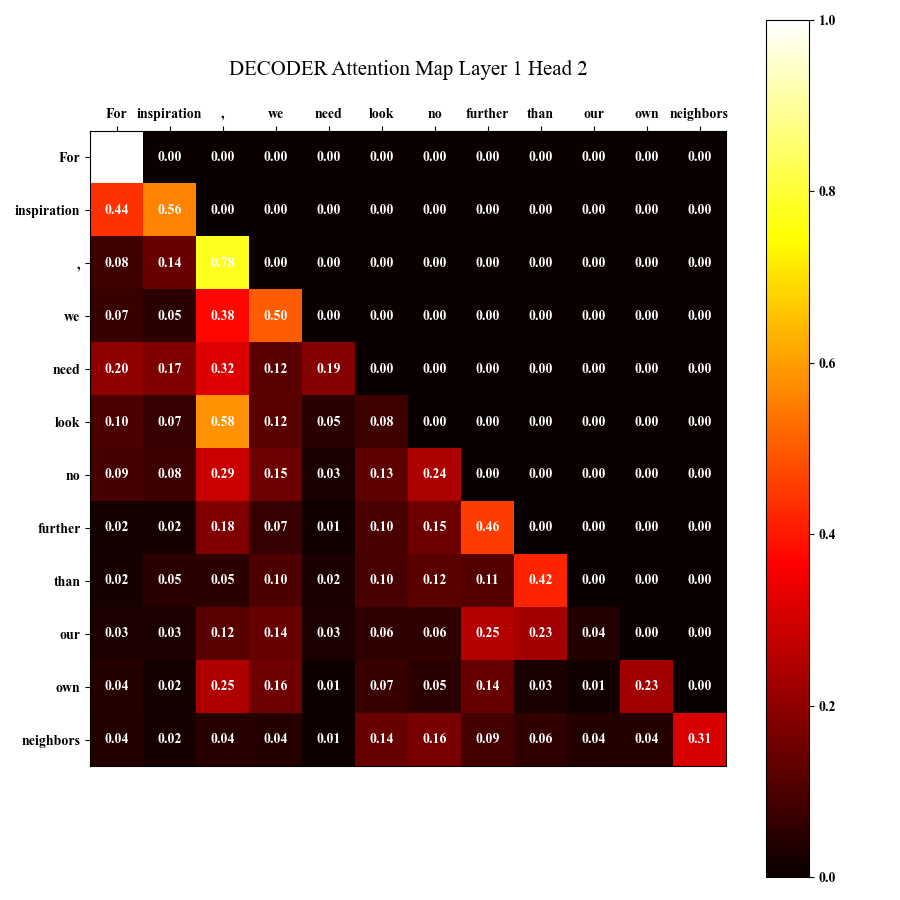 DECODER Attention Map Layer 1 Head 2
For inspiration , we need look no further than our own neighbors
For 0.00 0.00 0.00 0.00 0.00 0.00 0.00 0.00 0.00 0.00 0.00
inspiration 0.44 0.56 0.00 0.00 0.00 0.00 0.00 0.00 0.00 0.00 0.00 0.00
, 0.08 0.14 0.78 0.00 0.00 0.00 0.00 0.00 0.00 0.00 0.00 0.00
we 0.07 0.05 0.38 0.50 0.00 0.00 0.00 0.00 0.00 0.00 0.00 0.00
need 0.20 0.17 0.32 0.12 0.19 0.00 0.00 0.00 0.00 0.00 0.00 0.00
look 0.10 0.07 0.58 0.12 0.05 0.08 0.00 0.00 0.00 0.00 0.00 0.00
no 0.09 0.08 0.29 0.15 0.03 0.13 0.24 0.00 0.00 0.00 0.00 0.00
further 0.02 0.02 0.18 0.07 0.01 0.10 0.15 0.46 0.00 0.00 0.00 0.00
than 0.02 0.05 0.05 0.10 0.02 0.10 0.12 0.11 0.42 0.00 0.00 0.00
our 0.03 0.03 0.12 0.14 0.03 0.06 0.06 0.25 0.23 0.04 0.00 0.00
own 0.04 0.02 0.25 0.16 0.01 0.07 0.05 0.14 0.03 0.01 0.23 0.00
neighbors 0.04 0.02 0.04 0.04 0.01 0.14 0.16 0.09 0.06 0.04 0.04 0.31
1.0
0.8
0.6
0.4
0.2
0.0